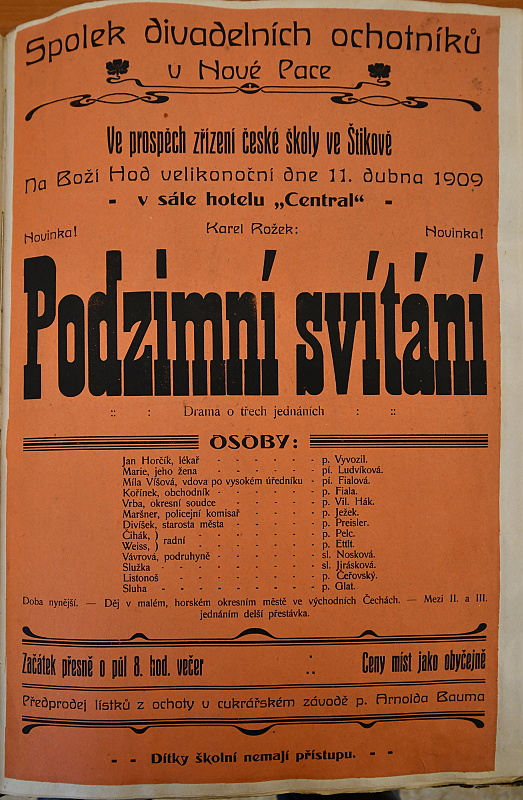 Spolek divadelních ochotníků
v Nové Pace
Ve prospěch zřízení české školy ve Štikově
Na Boží Hod velikonoční dne 11. dubna 1909
- v sále hotelu „Central“ -
Novinka! Karel Rožek: Novinka!
Podzimní svítání
:: : Drama o třech jednáních : ::
OSOBY:
Jan Horčík, lékař - - - - - - p. Vyvozil.
Marie, jeho žena - - - - - - pí. Ludvíková.
Míla Víšová, vdova po vysokém úředníku - pí. Fialová.
Kořínek, obchodník - - - - - - p. Fiala.
Vrba, okresní soudce - - - - - p. Vil. Hák.
Maršner, policejní komisař - - - - p. Ježek.
Divíšek, starosta města - - - - - p. Preisler.
Čihák, ) radní - - - - - - p. Pelc.
Weiss, ) - - - - - - p. Ettlt.
Vávrová, podruhyně - - - - - sl. Nosková.
Služka - - - - - - - sl. Jirásková.
Listonoš - - - - - - - p. Čeřovský.
Sluha - - - - - - - p. Glat.
Doba nynější. — Děj v malém, horském okresním městě ve východních Čechách. — Mezi II. a III.
jednáním delší přestávka.
Začátek přesně o půl 8. hod. večer .: Ceny míst jako obyčejně
Předprodej lístků z ochoty v cukrářském závodě p. Arnolda Bauma
- - Dítky školní nemají přístupu. - -